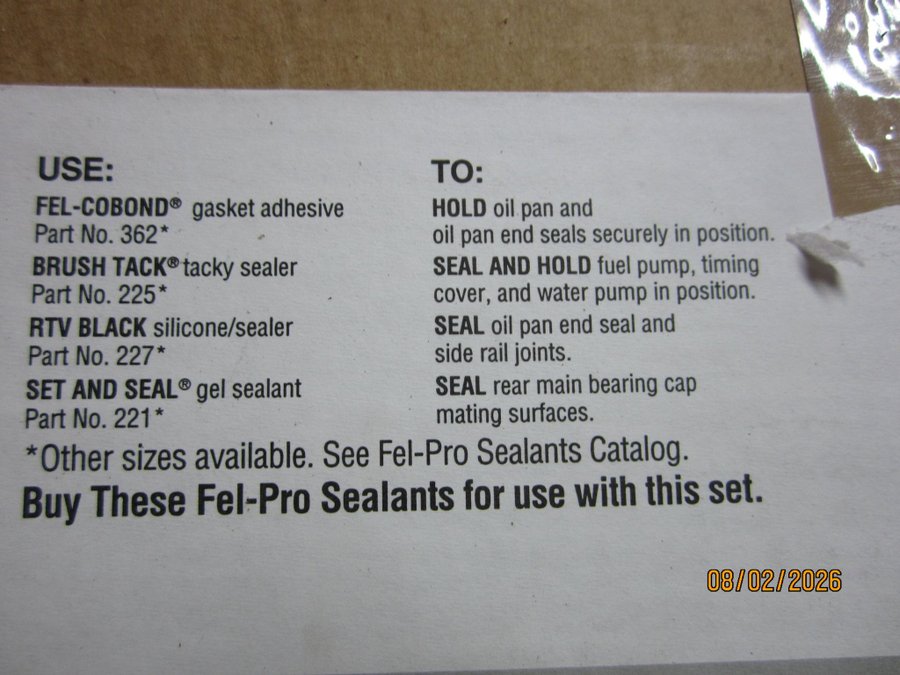 USE: TO:
FEL-COBOND® gasket adhesive HOLD oil pan and
Part No. 362* oil pan end seals securely in position.
BRUSH TACK® tacky sealer SEAL AND HOLD fuel pump, timing
Part No. 225* cover, and water pump in position.
RTV BLACK silicone/sealer SEAL oil pan end seal and
Part No. 227* side rail joints.
SET AND SEAL® gel sealant SEAL rear main bearing cap
Part No. 221* mating surfaces.
*Other sizes available. See Fel-Pro Sealants Catalog.
Buy These Fel-Pro Sealants for use with this set.
08/02/2026